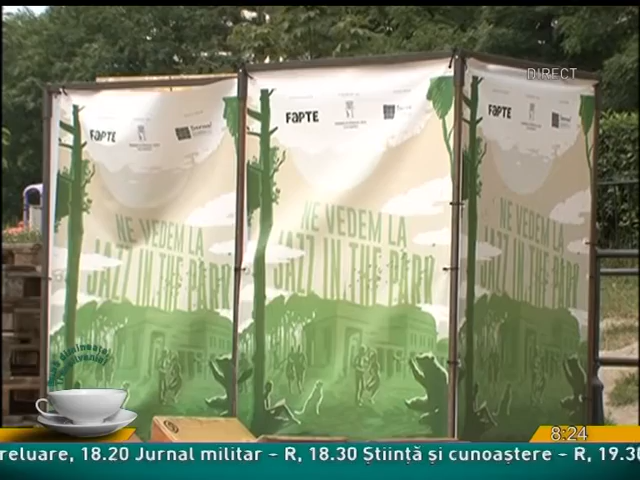 DIRECT
FAPTE
NE VEDEM LA
JAZZ IN THE PARK
FAPTE
NE VEDEM LA
JAZZ IN THE PARK
FAPTE
NE VEDEM LA
JAZZ IN THE PARK
8:24
reluare, 18.20 Jurnal militar - R, 18.30 Știință și cunoaștere - R, 19.30